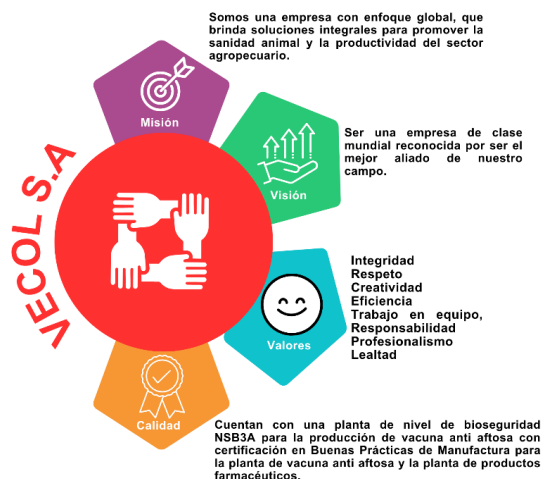 Somos una empresa con enfoque global, que
brinda soluciones integrales para promover la
sanidad animal y la productividad del sector
agropecuario.
Misión
VECOL S.A
Ser una empresa de clase
mundial reconocida por ser el
mejor aliado de nuestro
campo.
Visión
Integridad
Respeto
Creatividad
Eficiencia
Trabajo en equipo,
Responsabilidad
Profesionalismo
Lealtad
Valores
Calidad
Cuentan con una planta de nivel de bioseguridad
NSB3A para la producción de vacuna anti aftosa con
certificación en Buenas Prácticas de Manufactura para
la planta de vacuna anti aftosa y la planta de productos
farmacéuticos.